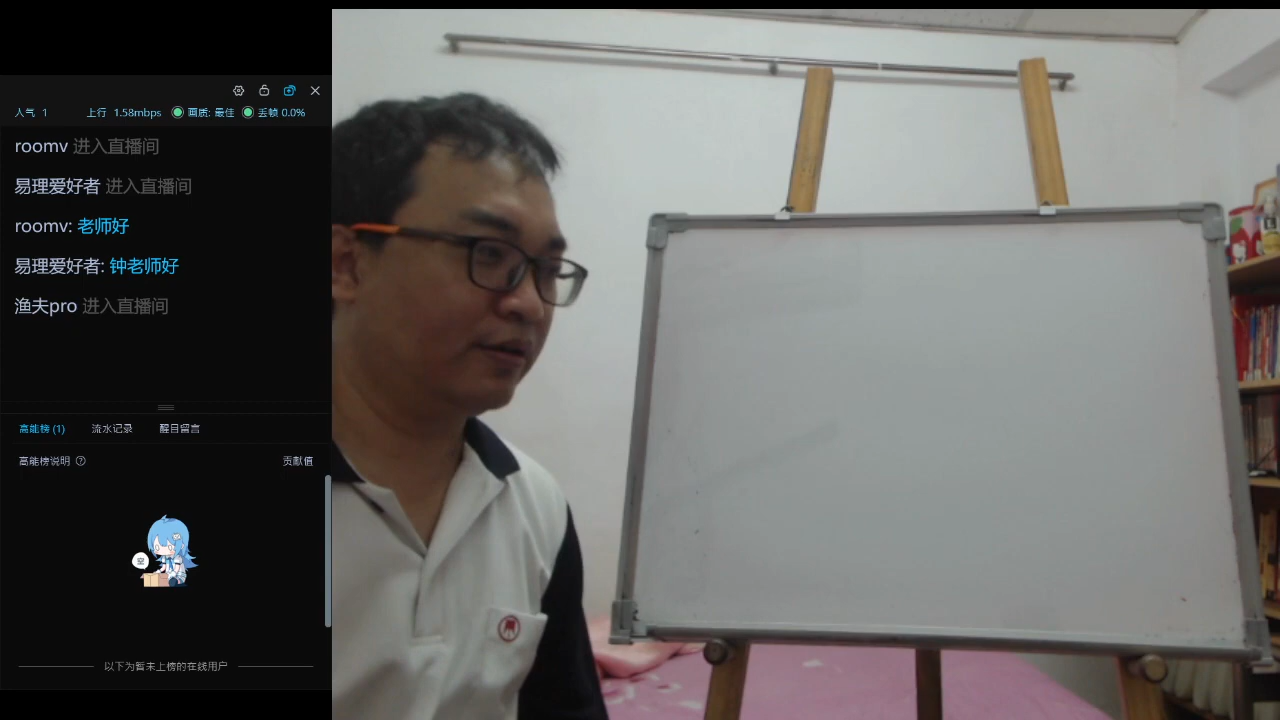 人气 1 上行 1.58mbps 画质: 最佳 丢帧 0.0%
roomv 进入直播间
易理爱好者 进入直播间
roomv: 老师好
易理爱好者: 钟老师好
渔夫pro 进入直播间
高能榜 (1) 流水记录 醒目留言
高能榜说明 ? 贡献值
空
以下为暂未上榜的在线用户